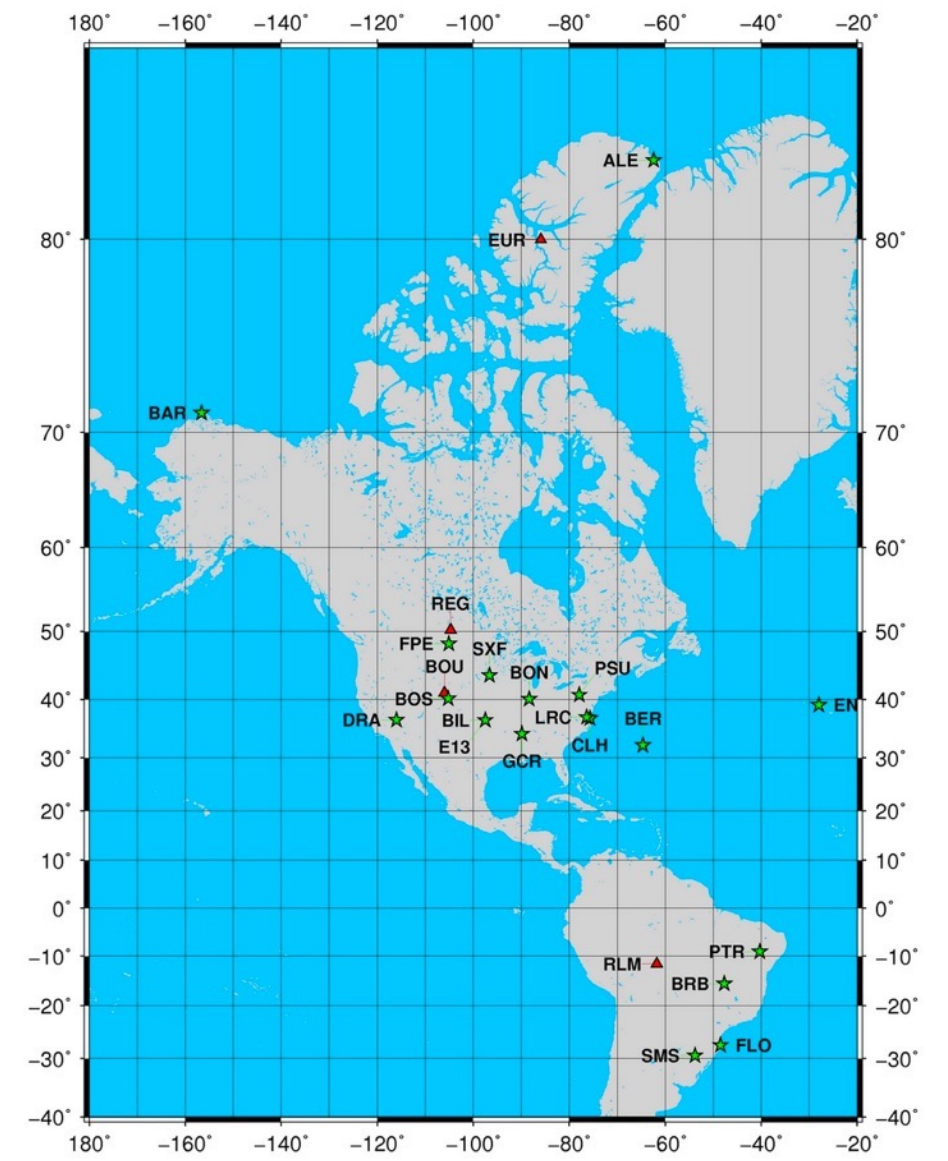 180° −160° −140° −120° −100° −80° −60° −40° −20°
ALE
80° EUR 80°
BAR
70° 70°
60° 60°
REG
50° 50°
FPE SXF
BOU BON PSU
40° BOS 40°
EN
DRA BIL LRC BER
E13 CLH
30° GCR 30°
20° 20°
10° 10°
0° 0°
PTR
−10° RLM −10°
BRB
−20° −20°
FLO
−30° SMS −30°
−40° −40°
180° −160° −140° −120° −100° −80° −60° −40° −20°